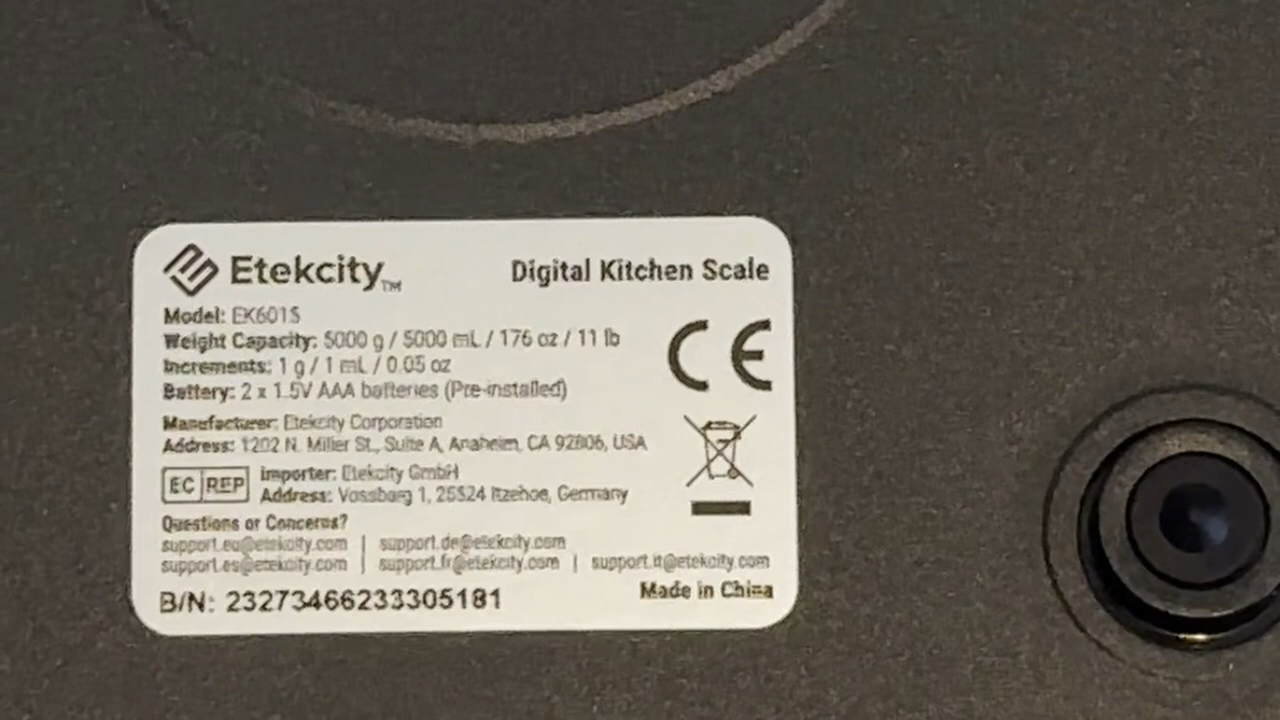 Etekcity™ Digital Kitchen Scale
Model: EK601S
Weight Capacity: 5000 g / 5000 mL / 176 oz / 11 lb
Increments: 1 g / 1 mL / 0.05 oz
Battery: 2 x 1.5V AAA batteries (Pre-installed)
CE
Manufacturer: Etekcity Corporation
Address: 1202 N. Miller St., Suite A, Anaheim, CA 92806, USA
EC REP
Importer: Etekcity GmbH
Address: Vossbarg 1, 25524 Itzehoe, Germany
Questions or Concerns?
support.eu@etekcity.com | support.de@etekcity.com
support.es@etekcity.com | support.fr@etekcity.com | support.it@etekcity.com
B/N: 23273466233305181 Made in China